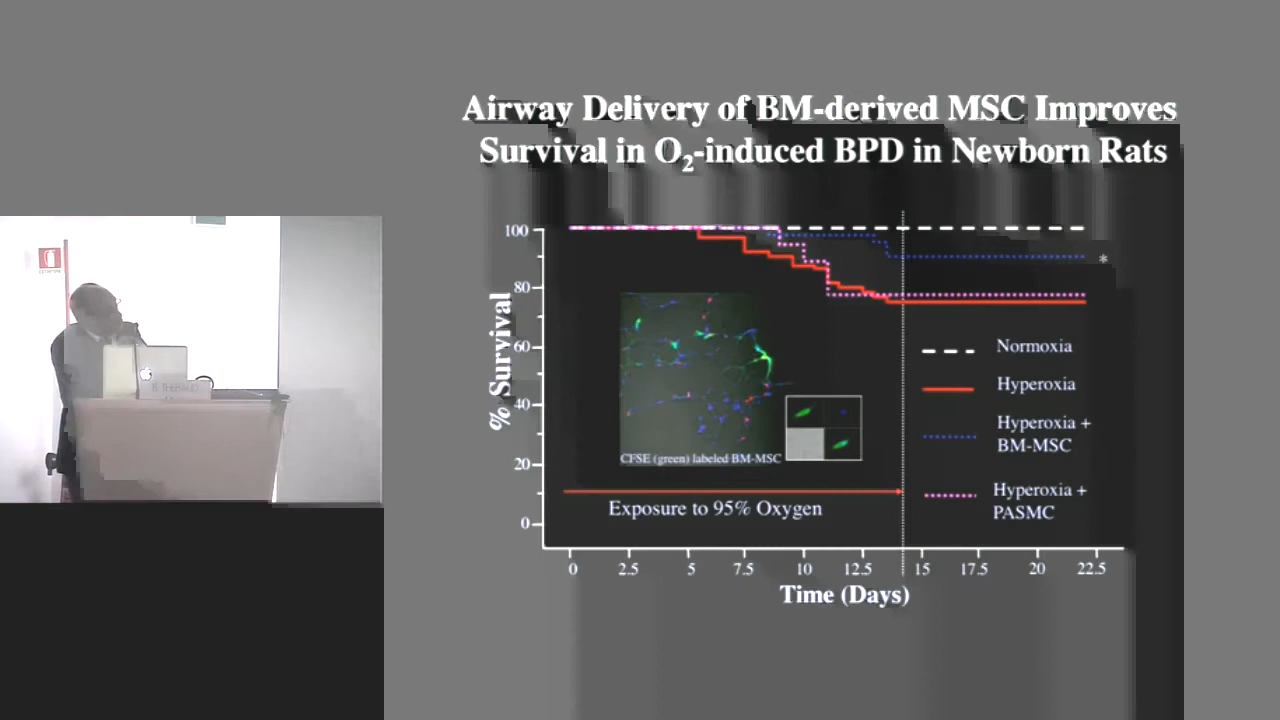 Airway Delivery of BM-derived MSC Improves
Survival in O₂-induced BPD in Newborn Rats
100
80
60
40
20
0
% Survival
*
Normoxia
Hyperoxia
Hyperoxia +
BM-MSC
Hyperoxia +
PASMC
CFSE (green) labeled BM-MSC
Exposure to 95% Oxygen
0 2.5 5 7.5 10 12.5 15 17.5 20 22.5
Time (Days)